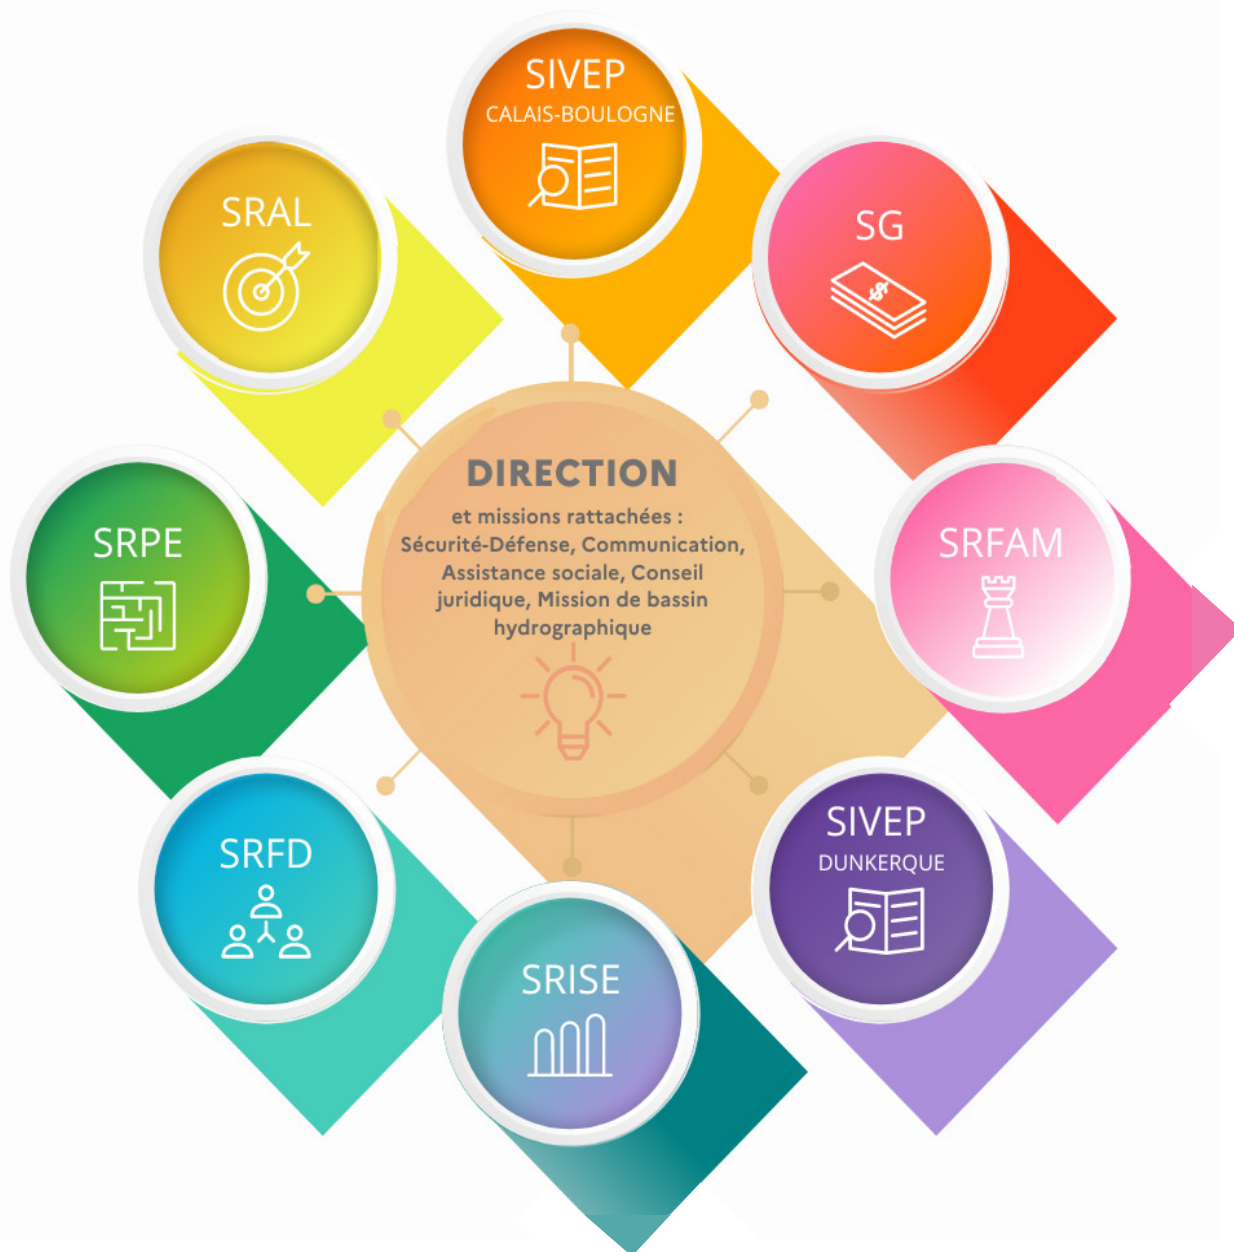 SIVEP
CALAIS-BOULOGNE
SRAL
SG
$
DIRECTION
et missions rattachées :
Sécurité-Défense, Communication,
Assistance sociale, Conseil
juridique, Mission de bassin
hydrographique
SRPE
SRFAM
SIVEP
DUNKERQUE
SRFD
SRISE